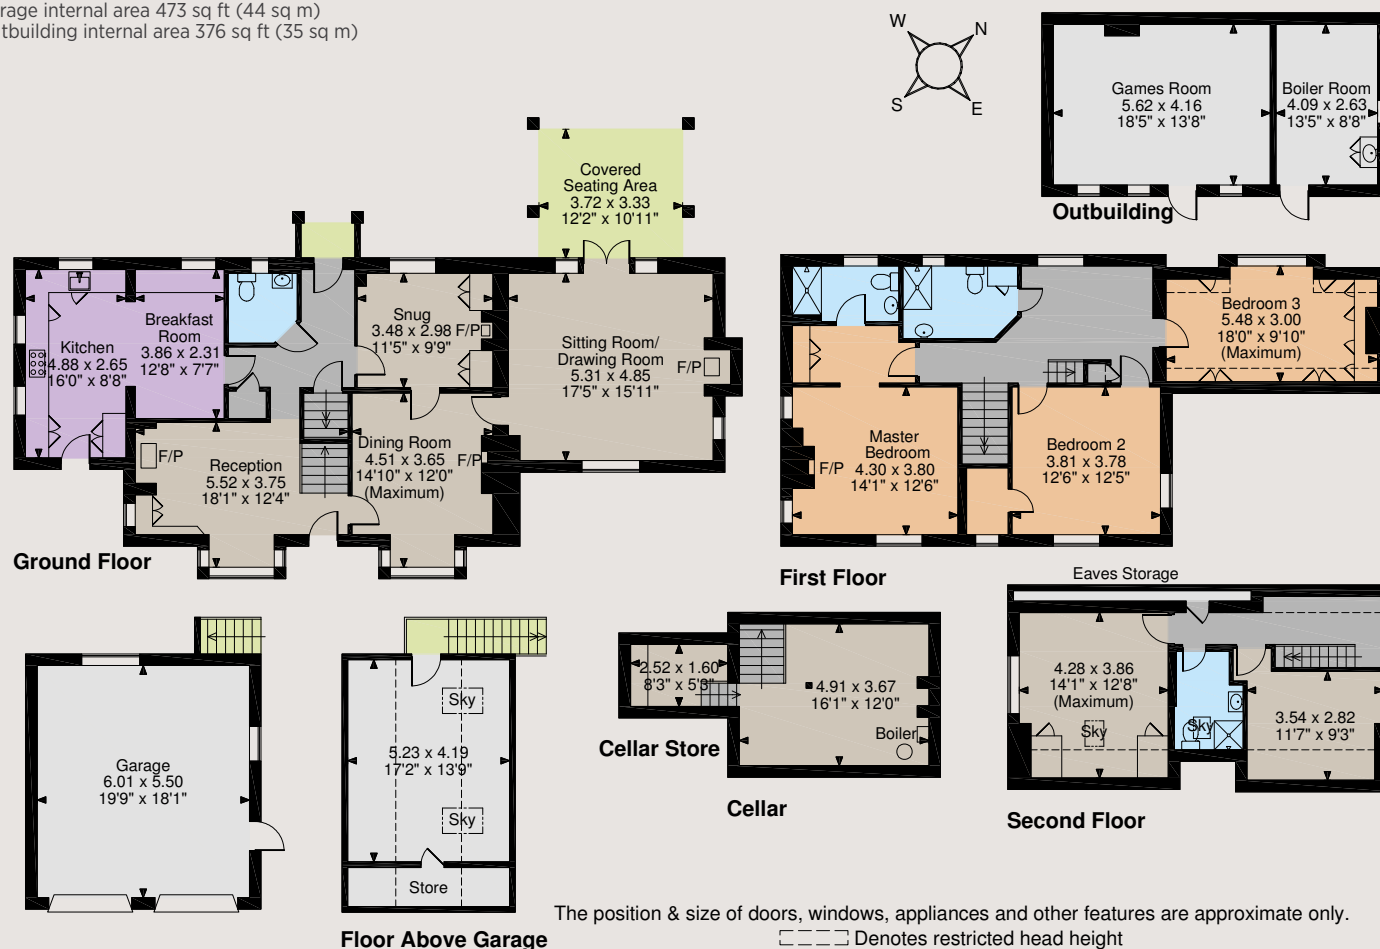 rage internal area 473 sq ft (44 sq m)
tbuilding internal area 376 sq ft (35 sq m)
W
N
S
E
Games Room
5.62 x 4.16
18'5" x 13'8"
Boiler Room
4.09 x 2.63
13'5" x 8'8"
Outbuilding
Covered
Seating Area
3.72 x 3.33
12'2" x 10'11"
Kitchen
4.88 x 2.65
16'0" x 8'8"
Breakfast
Room
3.86 x 2.31
12'8" x 7'7"
Snug
3.48 x 2.98
11'5" x 9'9"
F/P
Sitting Room/
Drawing Room
5.31 x 4.85
17'5" x 15'11"
F/P
F/P
Reception
5.52 x 3.75
18'1" x 12'4"
Dining Room
4.51 x 3.65
14'10" x 12'0"
(Maximum)
F/P
Ground Floor
Bedroom 3
5.48 x 3.00
18'0" x 9'10"
(Maximum)
Master
Bedroom
4.30 x 3.80
14'1" x 12'6"
F/P
Bedroom 2
3.81 x 3.78
12'6" x 12'5"
First Floor
Eaves Storage
4.28 x 3.86
14'1" x 12'8"
(Maximum)
Sky
Sky
3.54 x 2.82
11'7" x 9'3"
Second Floor
2.52 x 1.60
8'3" x 5'3"
Cellar Store
4.91 x 3.67
16'1" x 12'0"
Boiler
Cellar
Garage
6.01 x 5.50
19'9" x 18'1"
Sky
5.23 x 4.19
17'2" x 13'9"
Sky
Store
Floor Above Garage
The position & size of doors, windows, appliances and other features are approximate only.
Denotes restricted head height